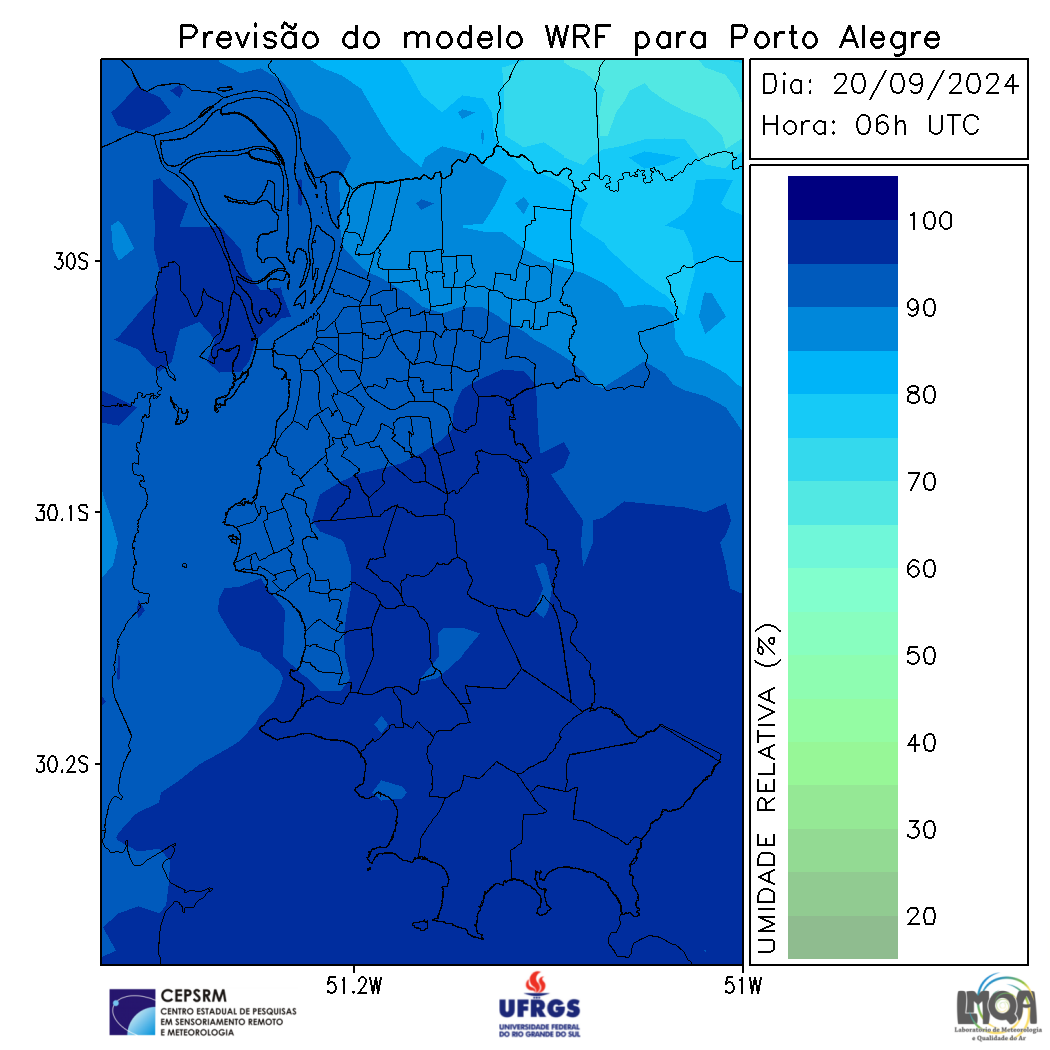 Previsão do modelo WRF para Porto Alegre
Dia: 20/09/2024
Hora: 06h UTC
30S
30.1S
30.2S
51.2W
51W
UMIDADE RELATIVA (%)
100
90
80
70
60
50
40
30
20
CEPSRM
CENTRO ESTADUAL DE PESQUISAS
EM SENSORIAMENTO REMOTO
E METEOROLOGIA
UFRGS
UNIVERSIDADE FEDERAL
DO RIO GRANDE DO SUL
LMQA
Laboratório de Meteorologia
e Qualidade do Ar